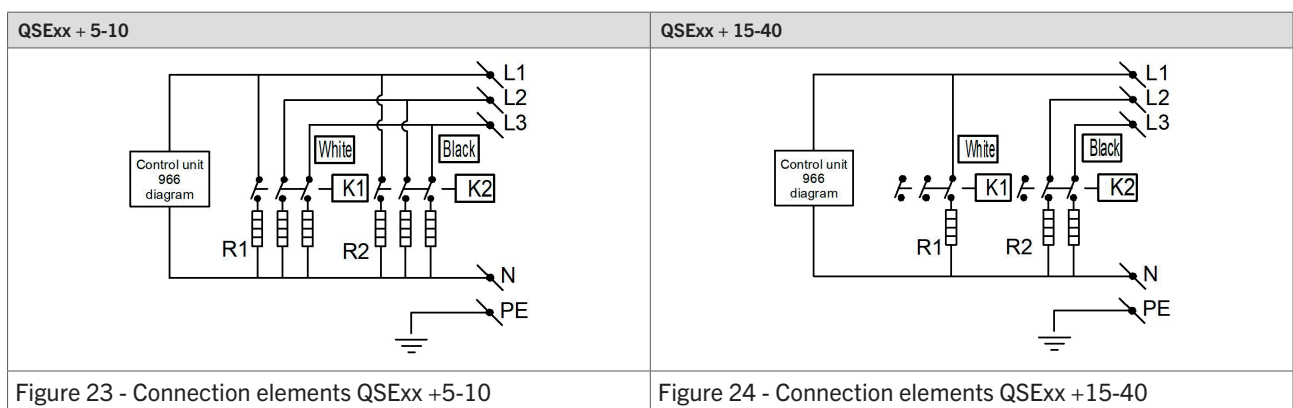 QSExx + 5-10
QSExx + 15-40
L1
L2
L3
White
Black
Control unit
966
diagram
K1
K2
R1
R2
N
PE
L1
L2
L3
White
Black
Control unit
966
diagram
K1
K2
R1
R2
N
PE
Figure 23 - Connection elements QSExx +5-10
Figure 24 - Connection elements QSExx +15-40